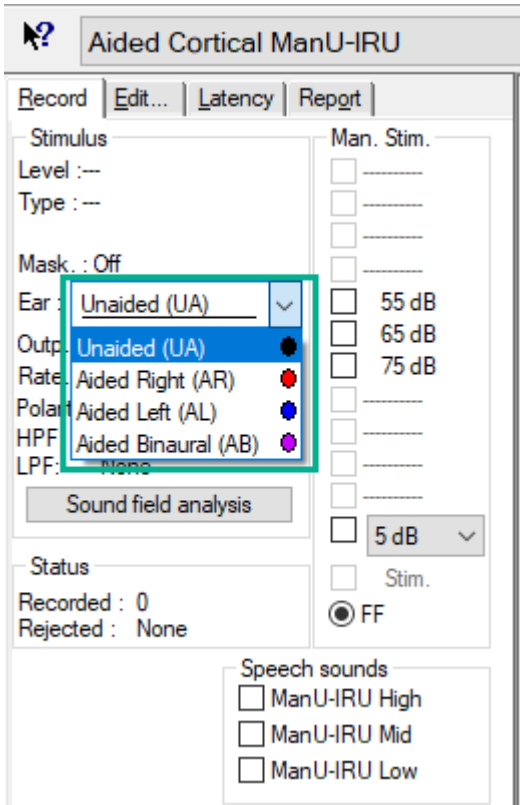 Aided Cortical ManU-IRU
Record Edit... Latency Report
Stimulus
Level :---
Type : ---
Mask. : Off
Ear : Unaided (UA)
Unaided (UA)
Aided Right (AR)
Aided Left (AL)
Aided Binaural (AB)
Outp.
Rate.
HPF
LPF: None
Sound field analysis
Status
Recorded : 0
Rejected : None
Man. Stim.
----------
----------
----------
----------
55 dB
65 dB
75 dB
----------
----------
----------
----------
5 dB
Stim.
FF
Speech sounds
ManU-IRU High
ManU-IRU Mid
ManU-IRU Low